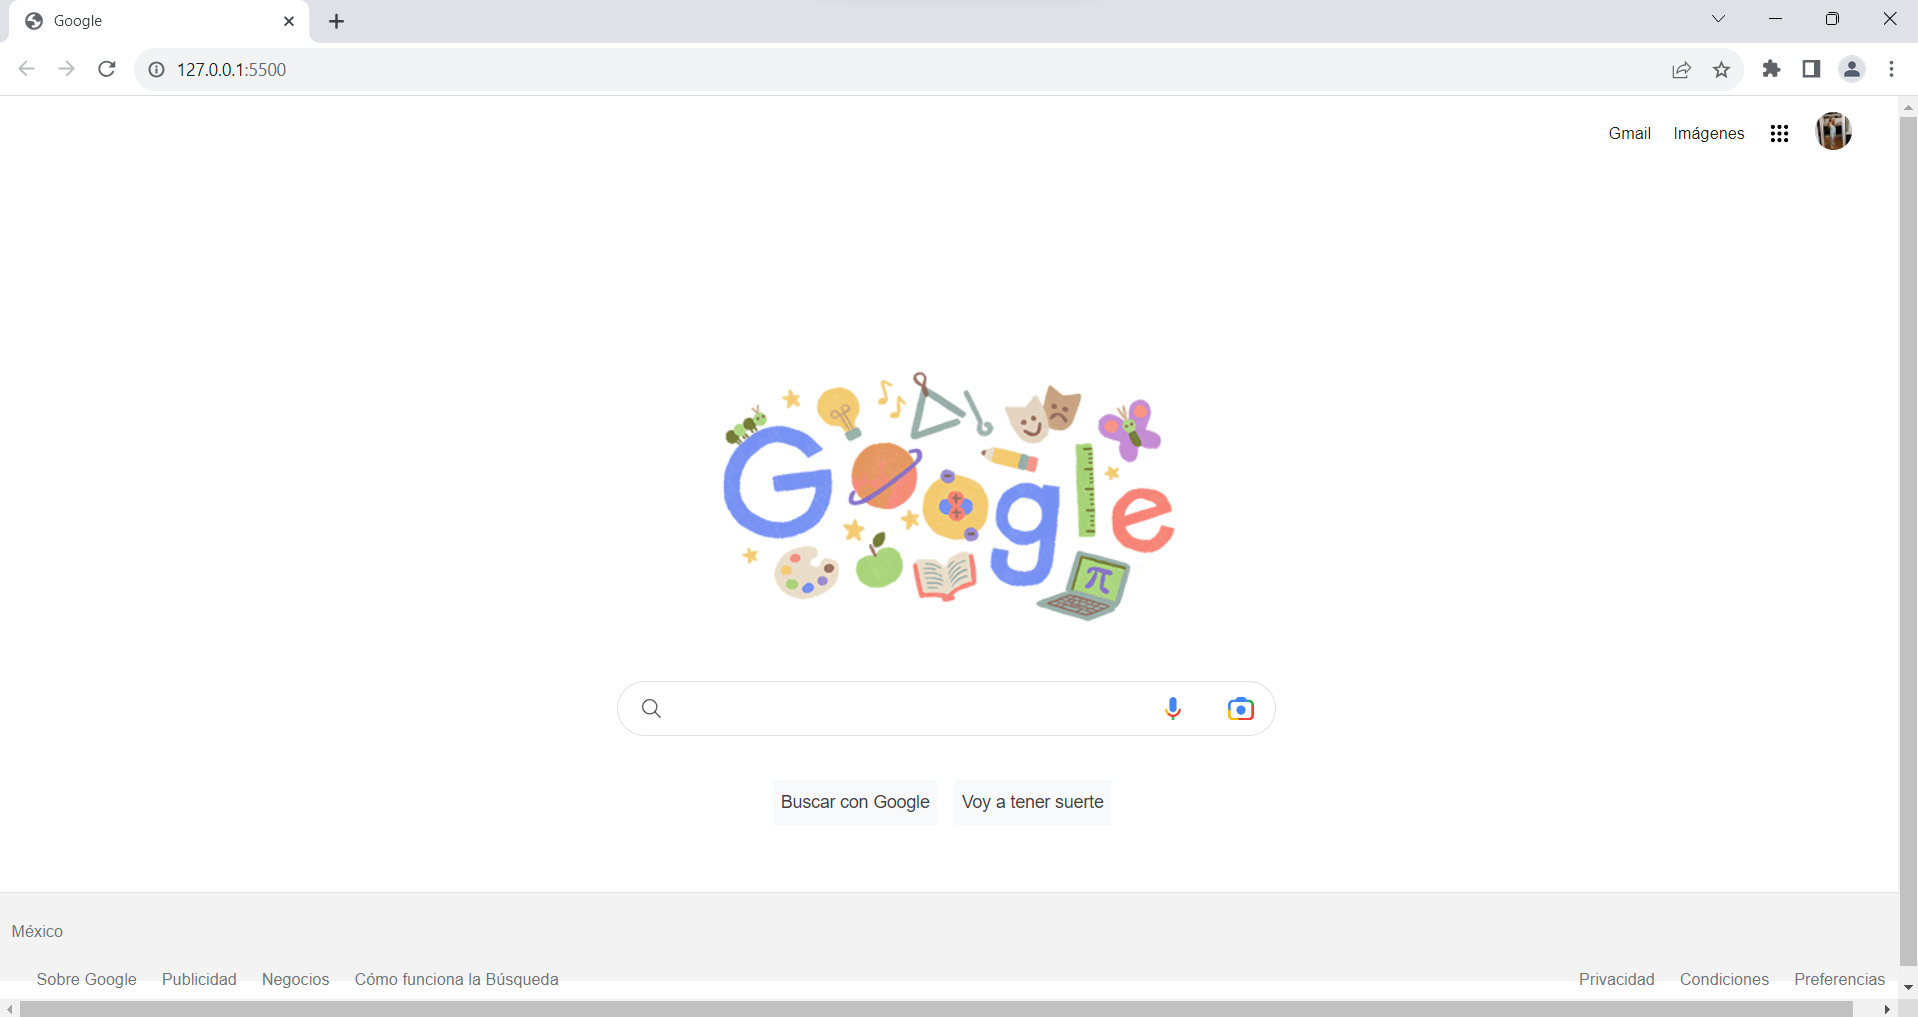 Google
127.0.0.1:5500
Gmail Imágenes
Google
π
Buscar con Google Voy a tener suerte
México
Sobre Google Publicidad Negocios Cómo funciona la Búsqueda Privacidad Condiciones Preferencias